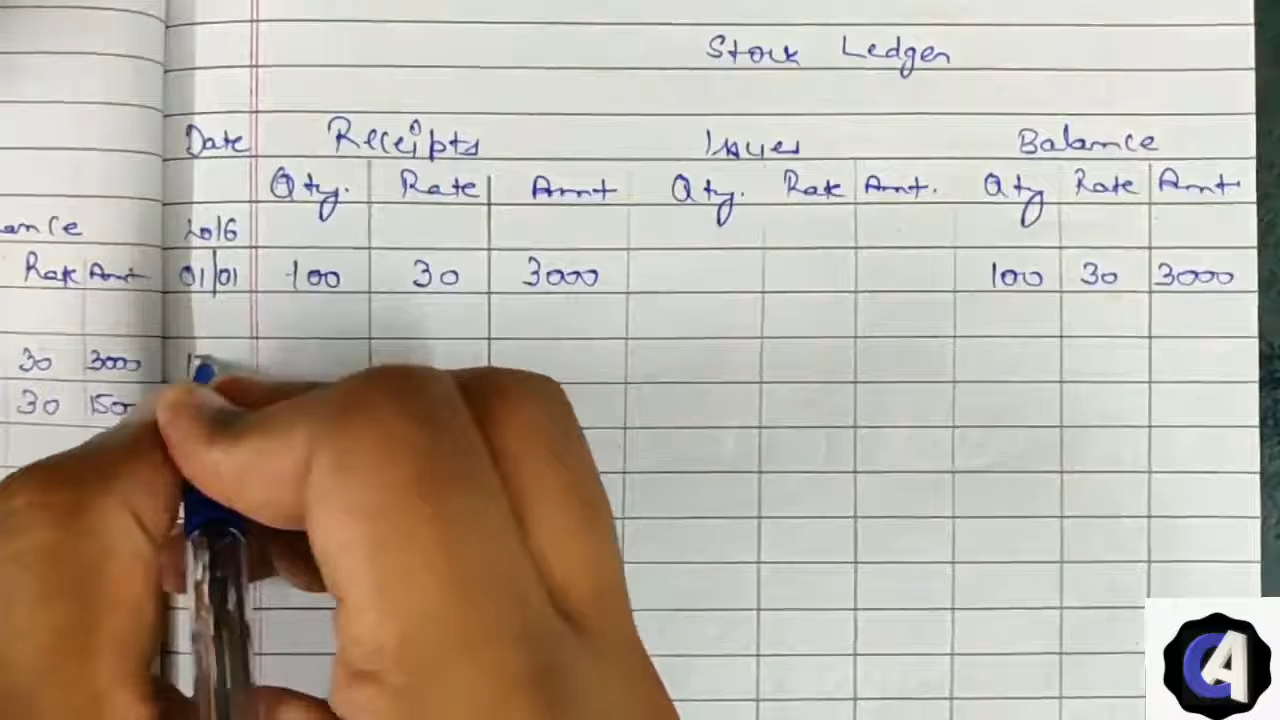 Stock Ledger
Date Receipts Issues Balance
Qty. Rate Amt Qty. Rate Amt. Qty Rate Amt.
ance 2016
Rate Amt 01/01 100 30 3000 100 30 3000
30 3000
30 150
CA